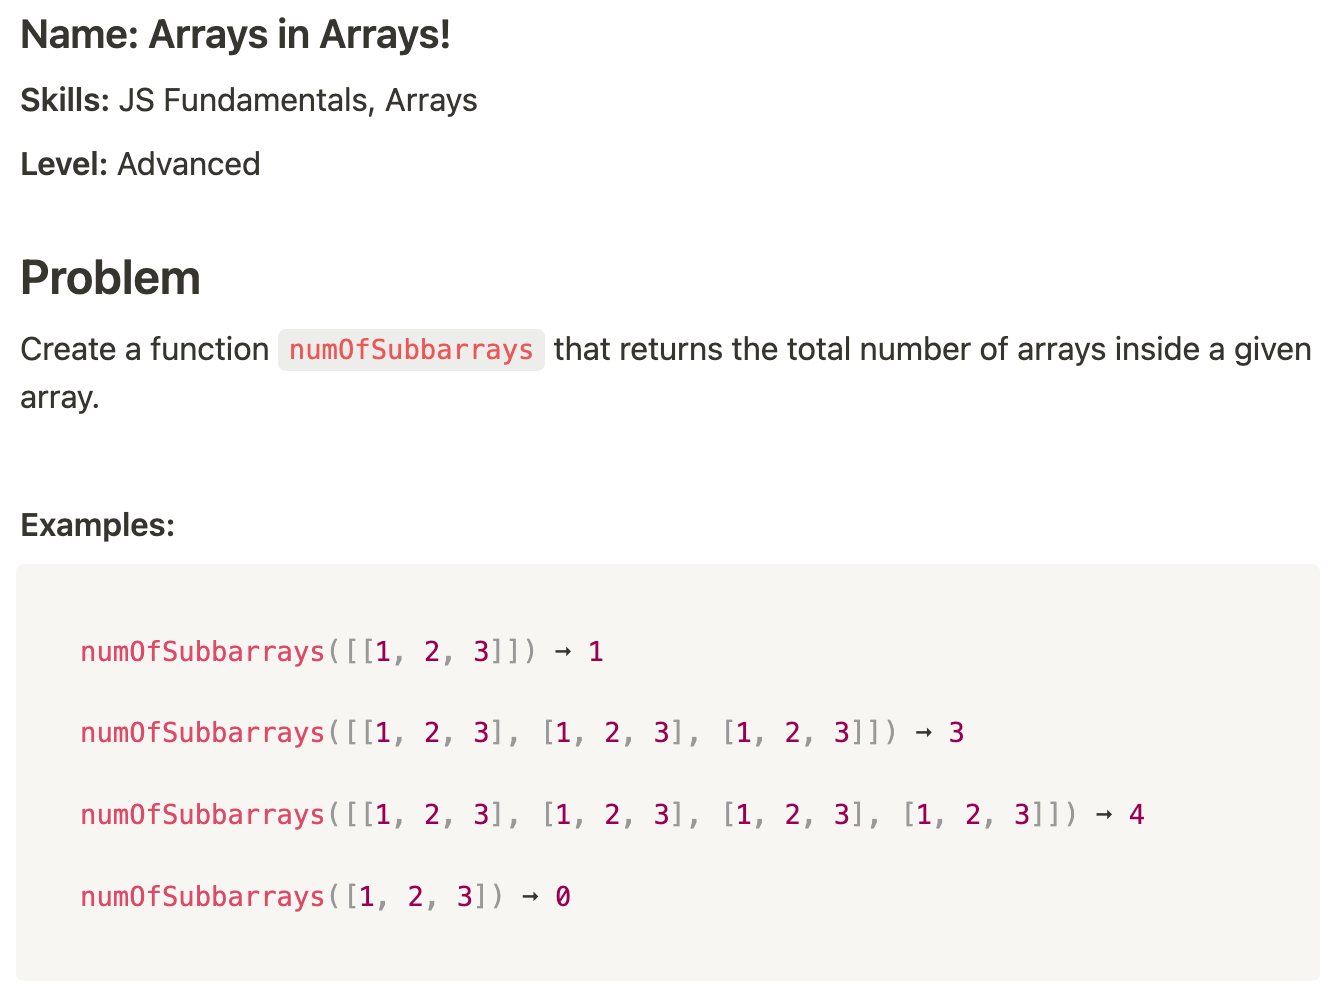 Name: Arrays in Arrays!
Skills: JS Fundamentals, Arrays
Level: Advanced
Problem
Create a function numOfSubbarrays that returns the total number of arrays inside a given
array.
Examples:
numOfSubbarrays([[1, 2, 3]]) → 1
numOfSubbarrays([[1, 2, 3], [1, 2, 3], [1, 2, 3]]) → 3
numOfSubbarrays([[1, 2, 3], [1, 2, 3], [1, 2, 3], [1, 2, 3]]) → 4
numOfSubbarrays([1, 2, 3]) → 0